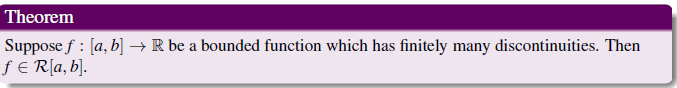 Theorem
Suppose f : [a, b] → ℝ be a bounded function which has finitely many discontinuities. Then
f ∈ ℛ[a, b].